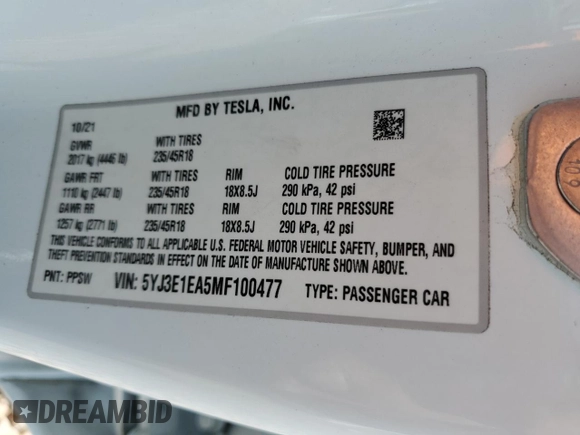 MFD BY TESLA, INC.
10/21
GVWR WITH TIRES
2017 kg (4446 lb) 235/45R18
GAWR FRT WITH TIRES RIM COLD TIRE PRESSURE
1110 kg (2447 lb) 235/45R18 18X8.5J 290 kPa, 42 psi
GAWR RR WITH TIRES RIM COLD TIRE PRESSURE
1257 kg (2771 lb) 235/45R18 18X8.5J 290 kPa, 42 psi
THIS VEHICLE CONFORMS TO ALL APPLICABLE U.S. FEDERAL MOTOR VEHICLE SAFETY, BUMPER, AND
THEFT PREVENTION STANDARDS IN EFFECT ON THE DATE OF MANUFACTURE SHOWN ABOVE.
PNT: PPSW VIN: 5YJ3E1EA5MF100477 TYPE: PASSENGER CAR
DREAMBID